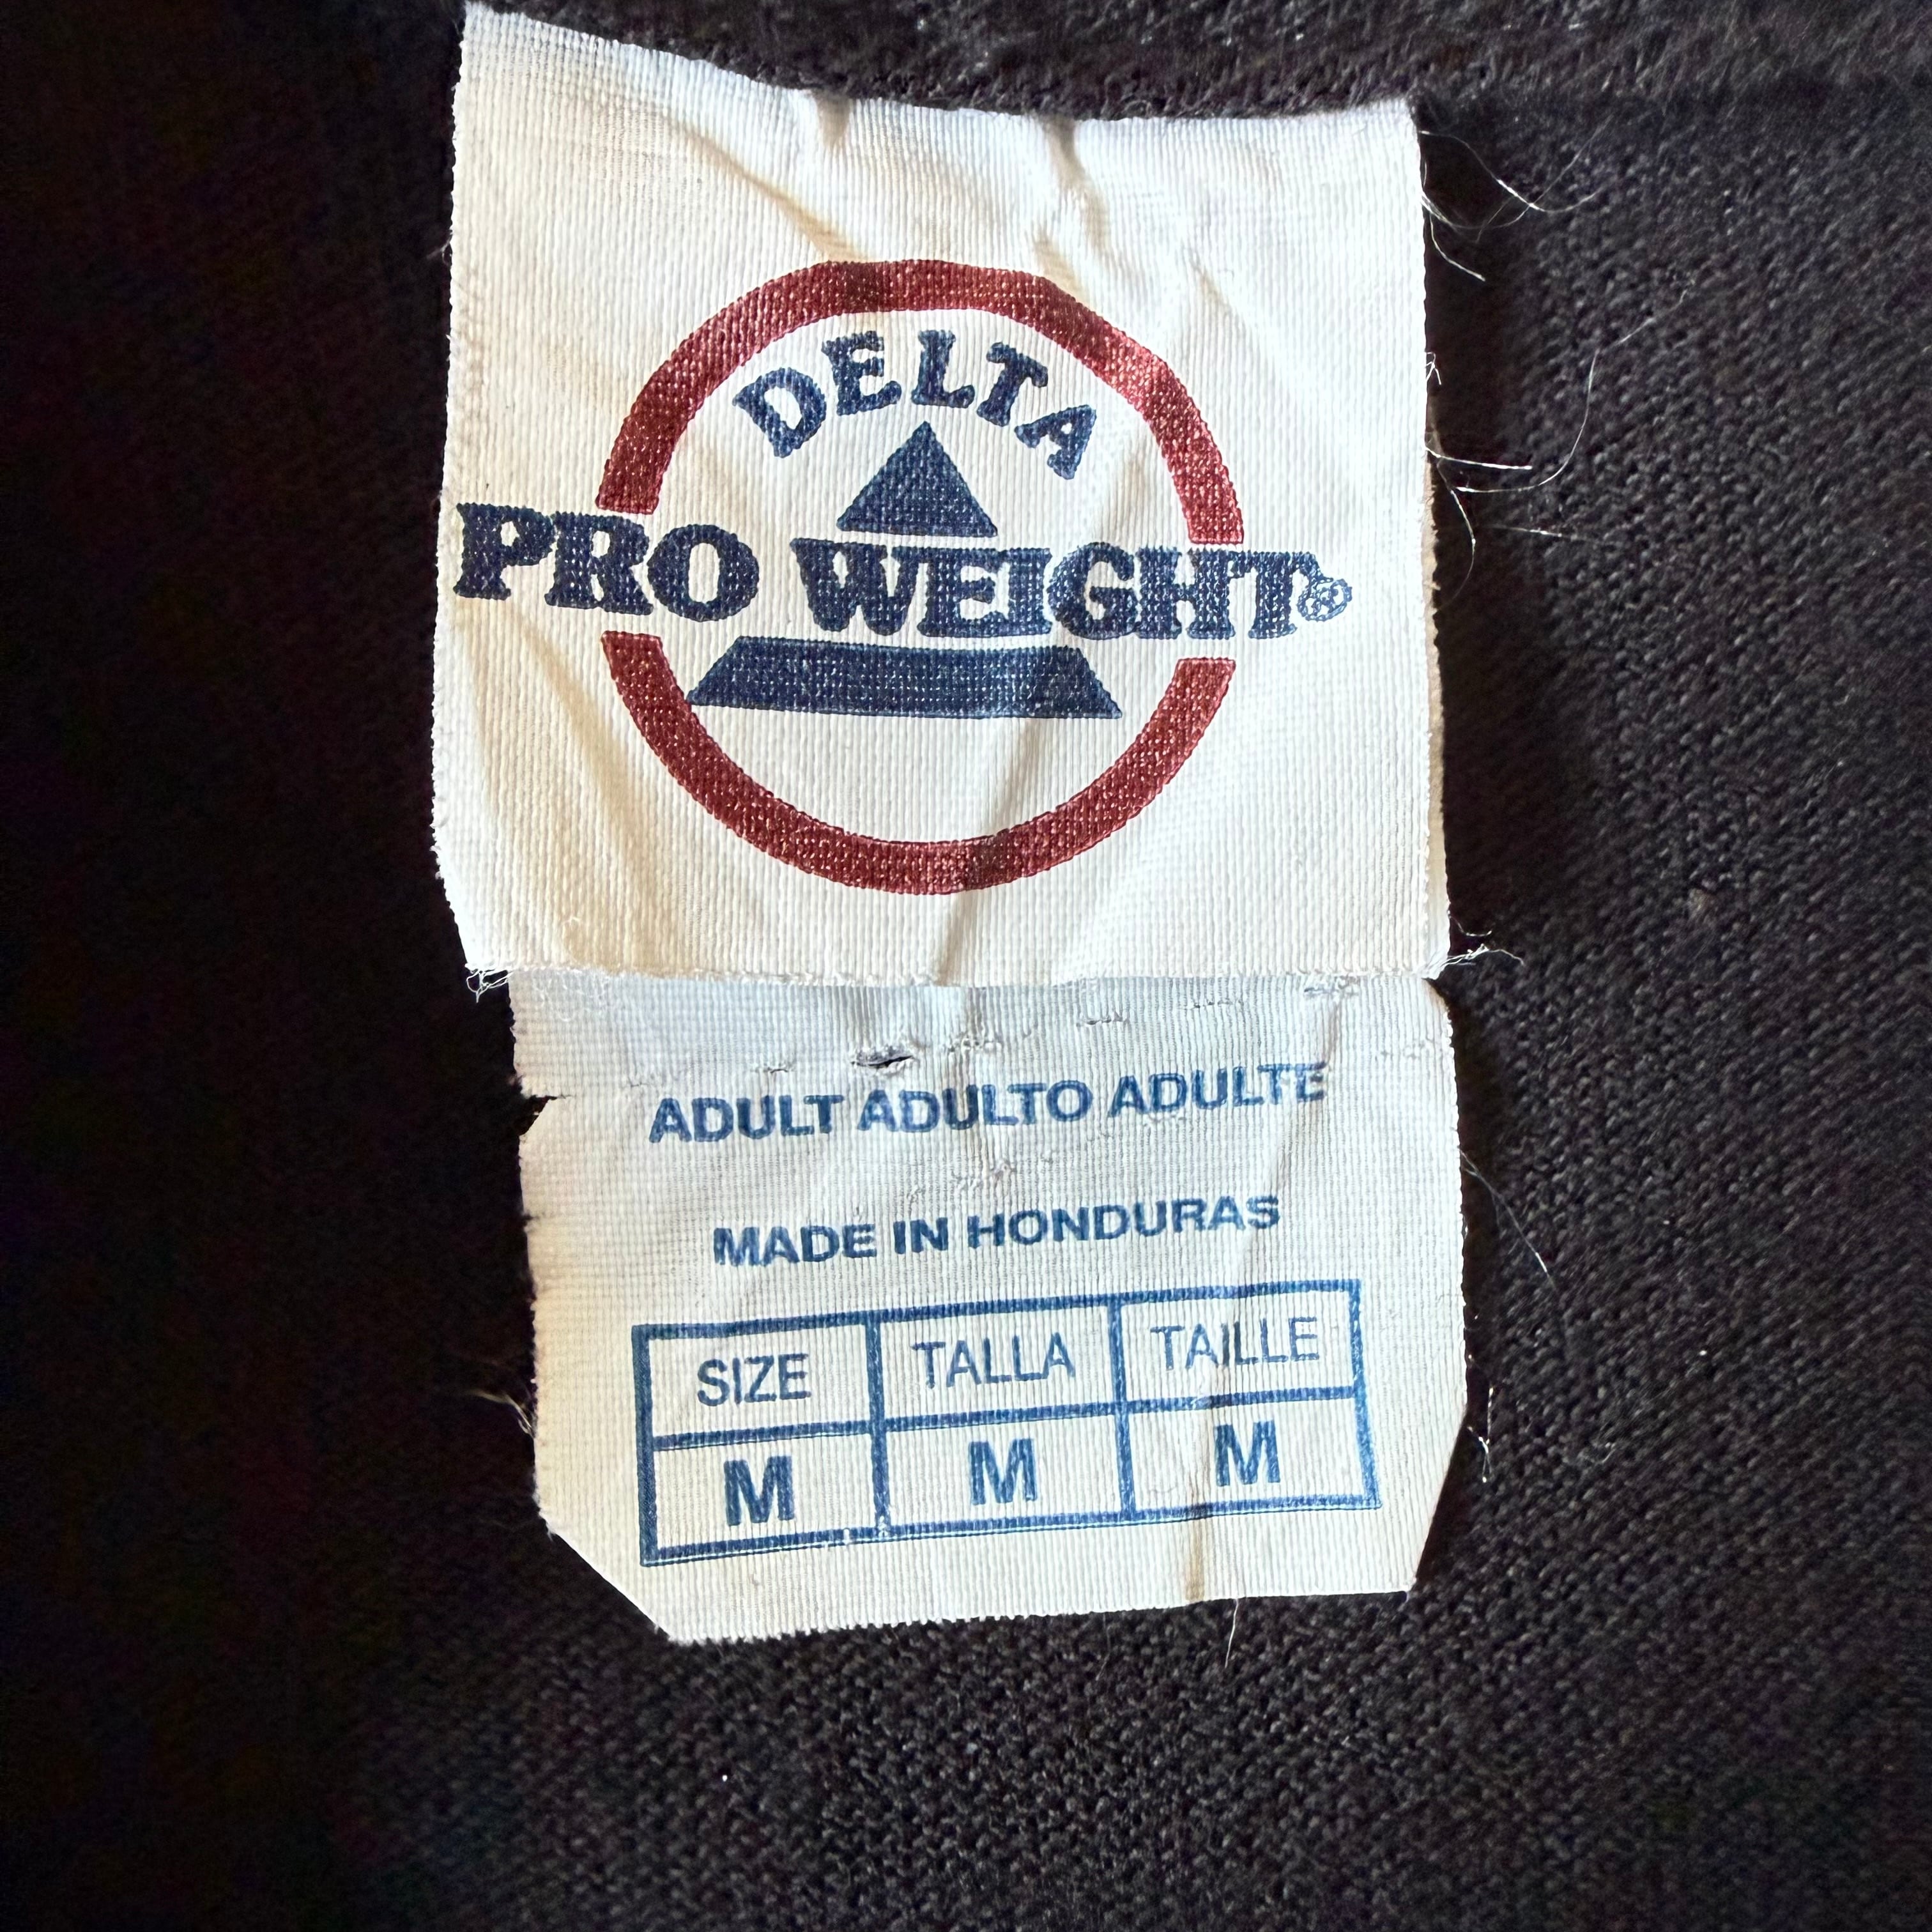 DELTA
PRO WEIGHT®
ADULT ADULTO ADULTE
MADE IN HONDURAS
SIZE TALLA TAILLE
M M M